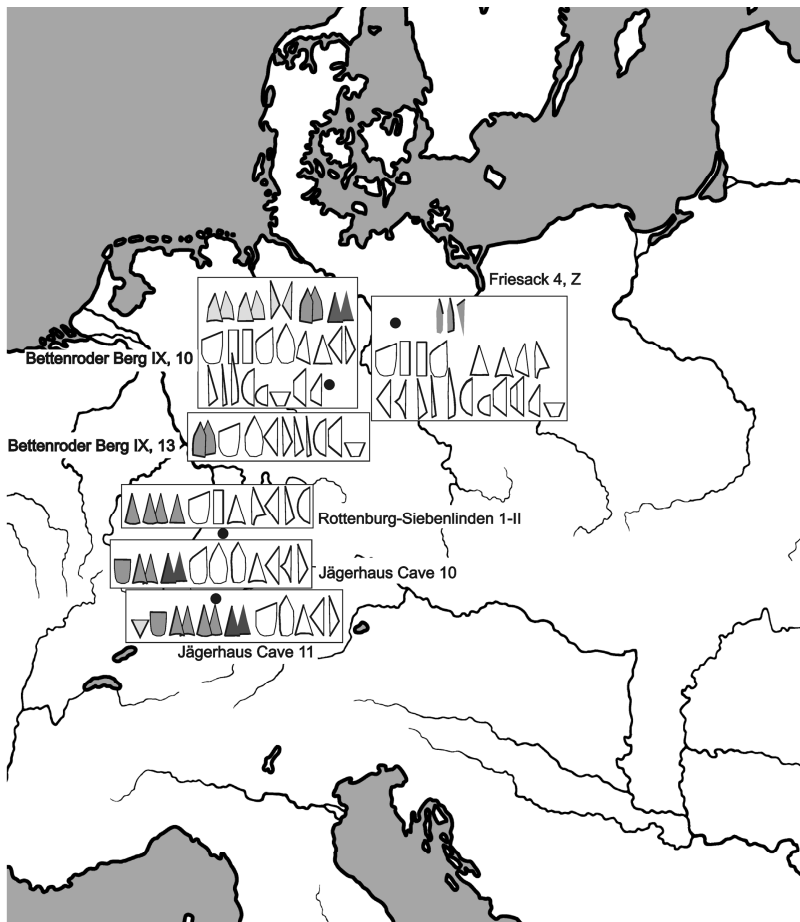 Friesack 4, Z
Bettenroder Berg IX, 10
Bettenroder Berg IX, 13
Rottenburg-Siebenlinden 1-II
Jägerhaus Cave 10
Jägerhaus Cave 11